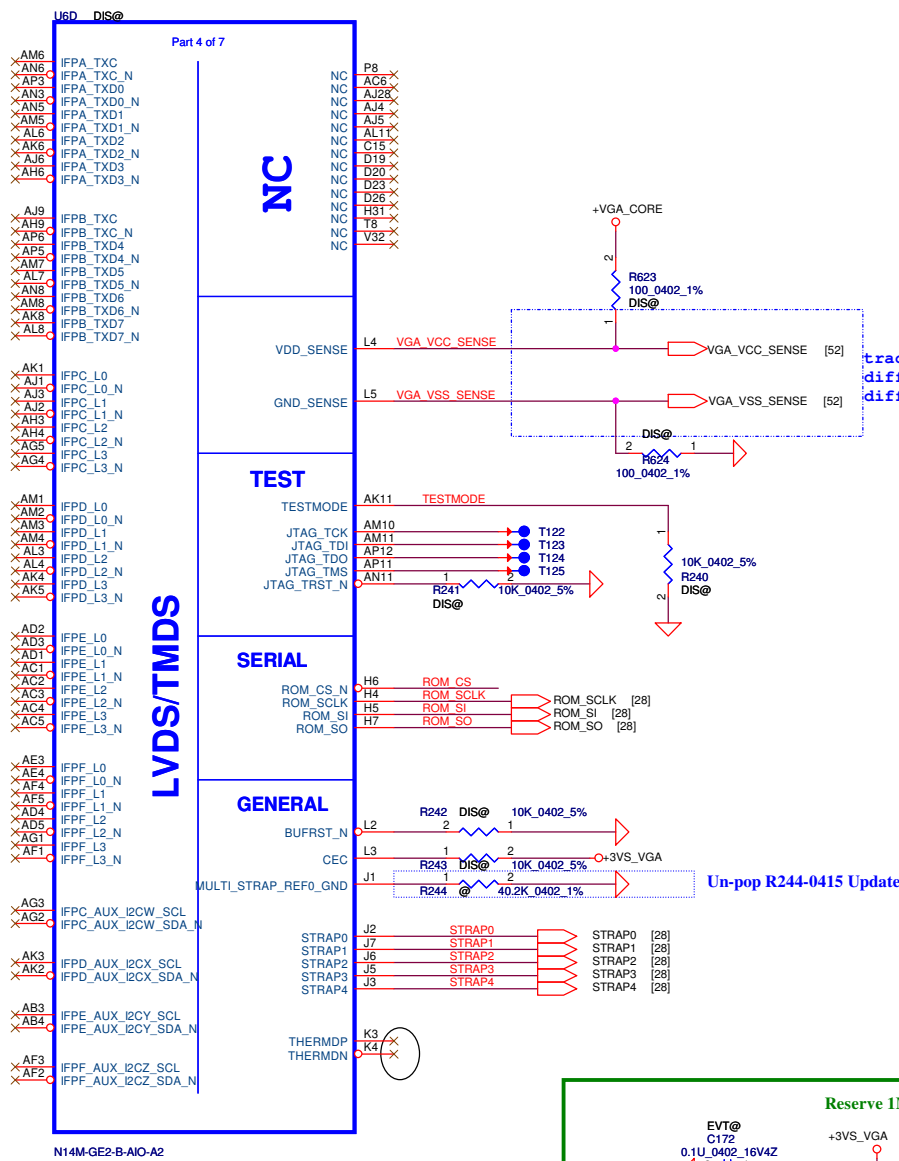 U6D DIS@
Part 4 of 7
AM6 IFPA_TXC
AN6 IFPA_TXC_N
AP3 IFPA_TXD0
AN3 IFPA_TXD0_N
AN5 IFPA_TXD1
AM5 IFPA_TXD1_N
AL6 IFPA_TXD2
AK6 IFPA_TXD2_N
AJ6 IFPA_TXD3
AH6 IFPA_TXD3_N
AJ9 IFPB_TXC
AH9 IFPB_TXC_N
AP6 IFPB_TXD4
AP5 IFPB_TXD4_N
AM7 IFPB_TXD5
AL7 IFPB_TXD5_N
AN8 IFPB_TXD6
AM8 IFPB_TXD6_N
AK8 IFPB_TXD7
AL8 IFPB_TXD7_N
AK1 IFPC_L0
AJ1 IFPC_L0_N
AJ3 IFPC_L1
AJ2 IFPC_L1_N
AH3 IFPC_L2
AH4 IFPC_L2_N
AG5 IFPC_L3
AG4 IFPC_L3_N
AM1 IFPD_L0
AM2 IFPD_L0_N
AM3 IFPD_L1
AM4 IFPD_L1_N
AL3 IFPD_L2
AL4 IFPD_L2_N
AK4 IFPD_L3
AK5 IFPD_L3_N
AD2 IFPE_L0
AD3 IFPE_L0_N
AD1 IFPE_L1
AC1 IFPE_L1_N
AC2 IFPE_L2
AC3 IFPE_L2_N
AC4 IFPE_L3
AC5 IFPE_L3_N
AE3 IFPF_L0
AE4 IFPF_L0_N
AF4 IFPF_L1
AF5 IFPF_L1_N
AD4 IFPF_L2
AD5 IFPF_L2_N
AG1 IFPF_L3
AF1 IFPF_L3_N
AG3 IFPC_AUX_I2CW_SCL
AG2 IFPC_AUX_I2CW_SDA_N
AK3 IFPD_AUX_I2CX_SCL
AK2 IFPD_AUX_I2CX_SDA_N
AB3 IFPE_AUX_I2CY_SCL
AB4 IFPE_AUX_I2CY_SDA_N
AF3 IFPF_AUX_I2CZ_SCL
AF2 IFPF_AUX_I2CZ_SDA_N
LVDS/TMDS
NC
NC P8
NC AC6
NC AJ28
NC AJ4
NC AJ5
NC AL11
NC C15
NC D19
NC D20
NC D23
NC D26
NC H31
NC T8
NC V32
+VGA_CORE
2
R623
100_0402_1%
DIS@
1
VDD_SENSE L4 VGA_VCC_SENSE VGA_VCC_SENSE [52]
GND_SENSE L5 VGA_VSS_SENSE VGA_VSS_SENSE [52]
DIS@
2 1
R624
100_0402_1%
TEST
TESTMODE AK11 TESTMODE
JTAG_TCK AM10 T122
JTAG_TDI AM11 T123
JTAG_TDO AP12 T124
JTAG_TMS AP11 T125
JTAG_TRST_N AN11 1 2
R241 10K_0402_5%
DIS@
1
10K_0402_5%
R240
DIS@
2
SERIAL
ROM_CS_N H6 ROM_CS
ROM_SCLK H4 ROM_SCLK ROM_SCLK [28]
ROM_SI H5 ROM_SI ROM_SI [28]
ROM_SO H7 ROM_SO ROM_SO [28]
GENERAL
R242 DIS@ 10K_0402_5%
BUFRST_N L2 2 1
CEC L3 1 2 +3VS_VGA
R243 DIS@ 10K_0402_5%
MULTI_STRAP_REF0_GND J1 1 2
R244 @ 40.2K_0402_1%
Un-pop R244-0415 Update
STRAP0 J2 STRAP0 STRAP0 [28]
STRAP1 J7 STRAP1 STRAP1 [28]
STRAP2 J6 STRAP2 STRAP2 [28]
STRAP3 J5 STRAP3 STRAP3 [28]
STRAP4 J3 STRAP4 STRAP4 [28]
THERMDP K3
THERMDN K4
N14M-GE2-B-AIO-A2
Reserve
EVT@
C172
0.1U_0402_16V4Z
+3VS_VGA